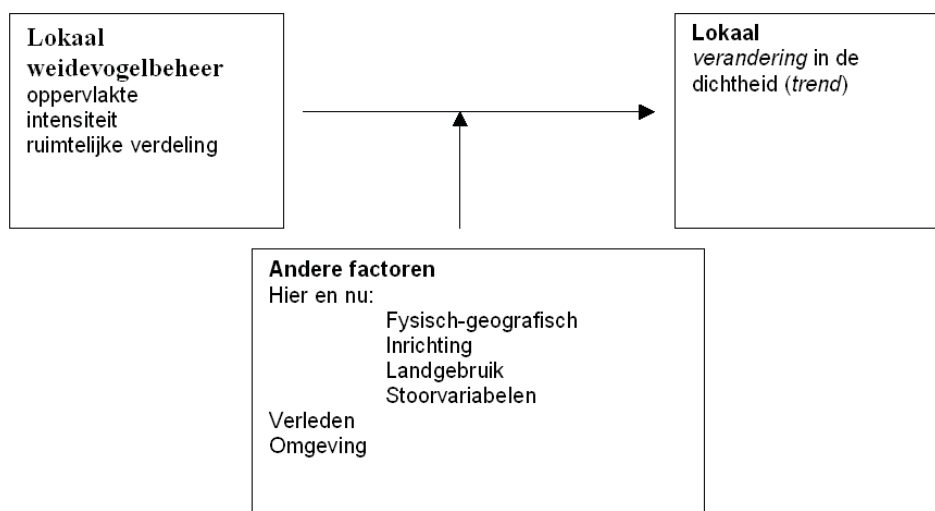 Lokaal
weidevogelbeheer
oppervlakte
intensiteit
ruimtelijke verdeling
Lokaal
verandering in de
dichtheid (trend)
Andere factoren
Hier en nu:
Fysisch-geografisch
Inrichting
Landgebruik
Stoorvariabelen
Verleden
Omgeving